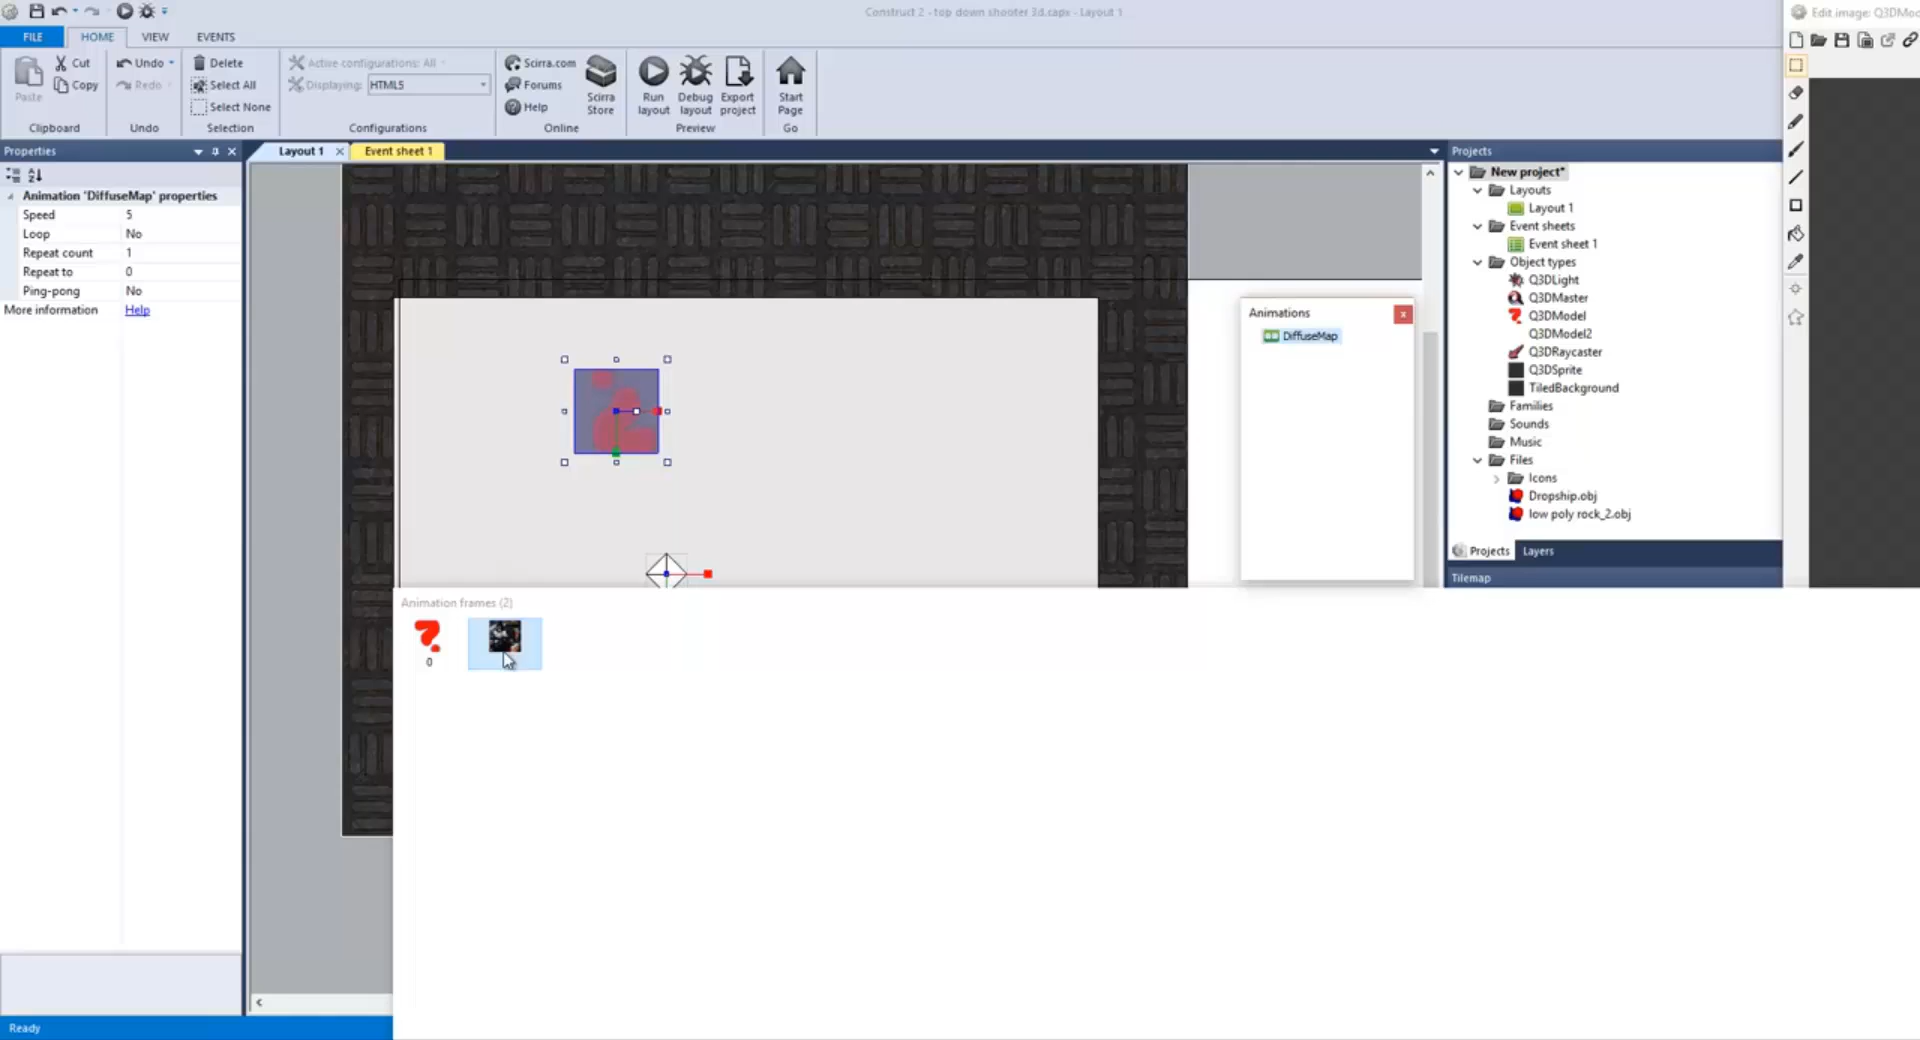 Construct 2 - top down shooter 3d.capx - Layout 1
FILE
HOME
VIEW
EVENTS
Paste
Cut
Copy
Clipboard
Undo
Redo
Undo
Delete
Select All
Select None
Selection
Active configurations: All
Displaying:
HTML5
Configurations
Scirra.com
Forums
Help
Scirra
Store
Online
Run
layout
Debug
layout
Export
project
Preview
Start
Page
Go
Properties
Animation 'DiffuseMap' properties
Speed 5
Loop No
Repeat count 1
Repeat to 0
Ping-pong No
More information Help
Ready
Layout 1
Event sheet 1
Animations
DiffuseMap
Animation frames (2)
0
Projects
New project*
Layouts
Layout 1
Event sheets
Event sheet 1
Object types
Q3DLight
Q3DMaster
Q3DModel
Q3DModel2
Q3DRaycaster
Q3DSprite
TiledBackground
Families
Sounds
Music
Files
Icons
Dropship.obj
low poly rock_2.obj
Projects
Layers
Tilemap
Edit image: Q3DMoc